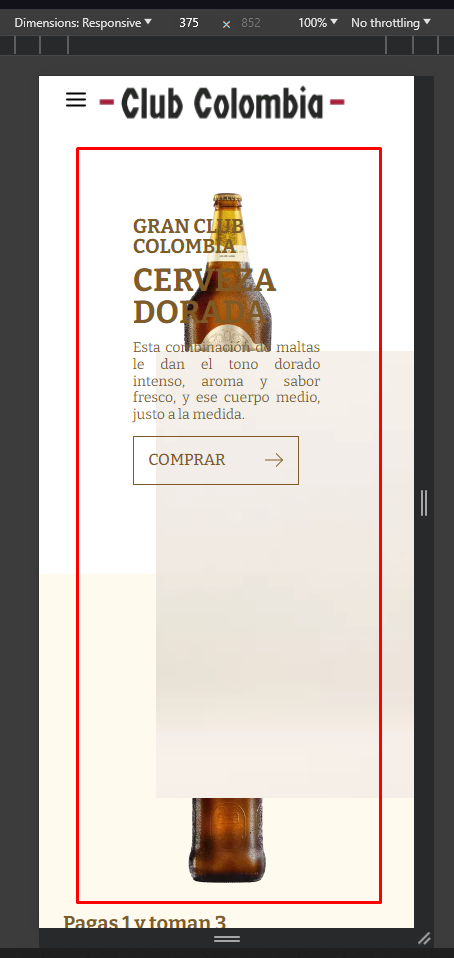 Dimensions: Responsive 375 × 852 100% No throttling
Club Colombia
GRAN CLUB
COLOMBIA
CERVEZA
DORADA
Esta combinación de maltas
le dan el tono dorado
intenso, aroma y sabor
fresco, y ese cuerpo medio,
justo a la medida.
COMPRAR
Pagas 1 y toman 3